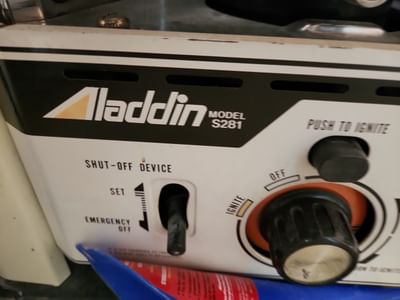 Aladdin MODEL
S281
PUSH TO IGNITE
SHUT-OFF DEVICE
SET
EMERGENCY
OFF
OFF
IGNITE